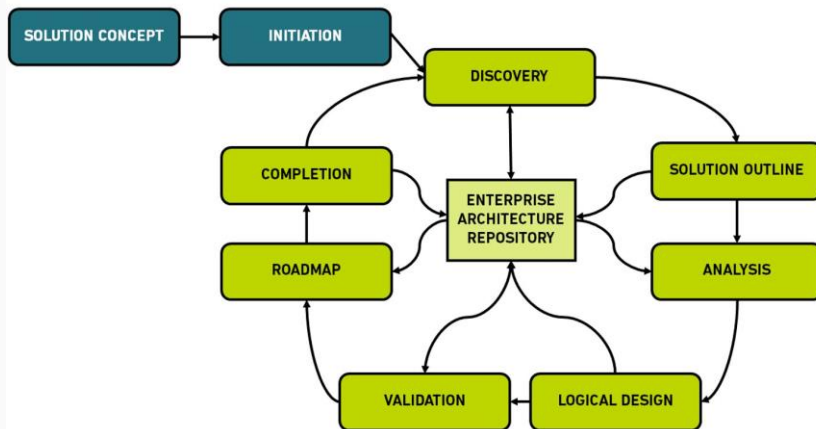 SOLUTION CONCEPT
INITIATION
DISCOVERY
COMPLETION
ENTERPRISE
ARCHITECTURE
REPOSITORY
SOLUTION OUTLINE
ROADMAP
ANALYSIS
VALIDATION
LOGICAL DESIGN